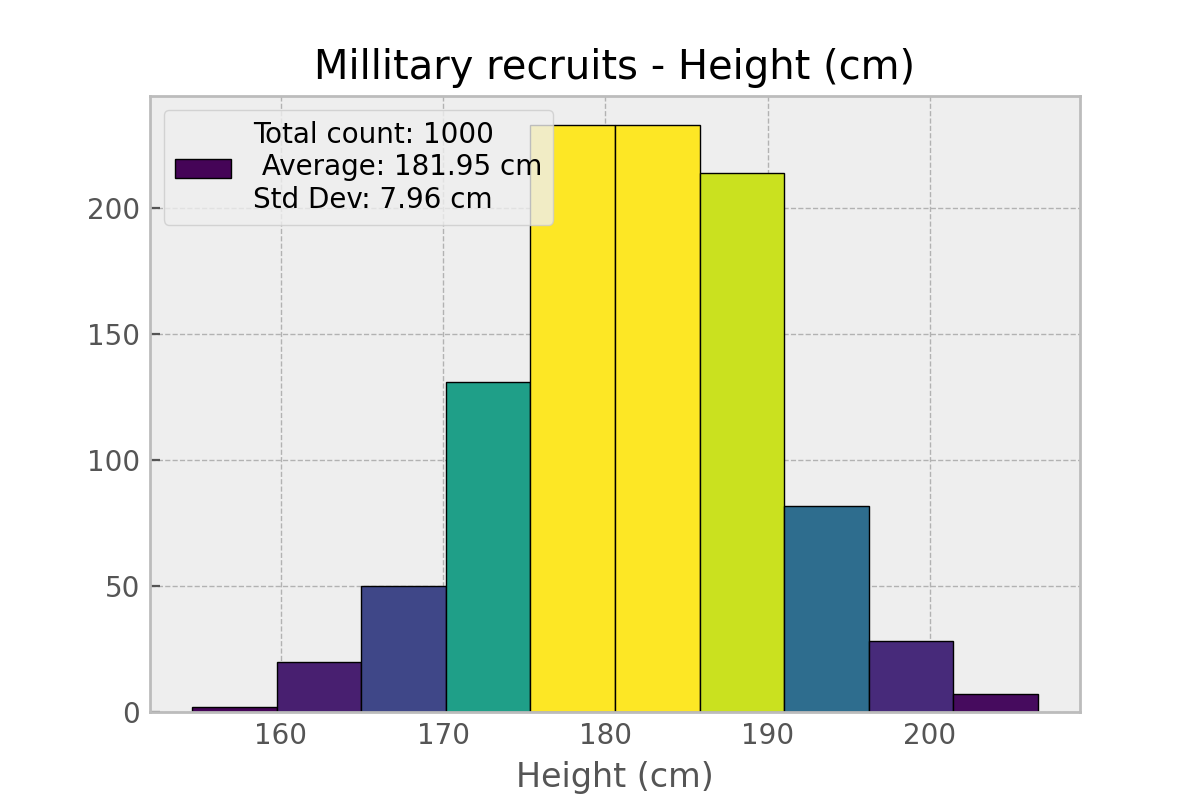 Millitary recruits - Height (cm)
Total count: 1000
Average: 181.95 cm
Std Dev: 7.96 cm
200
150
100
50
0
160 170 180 190 200
Height (cm)